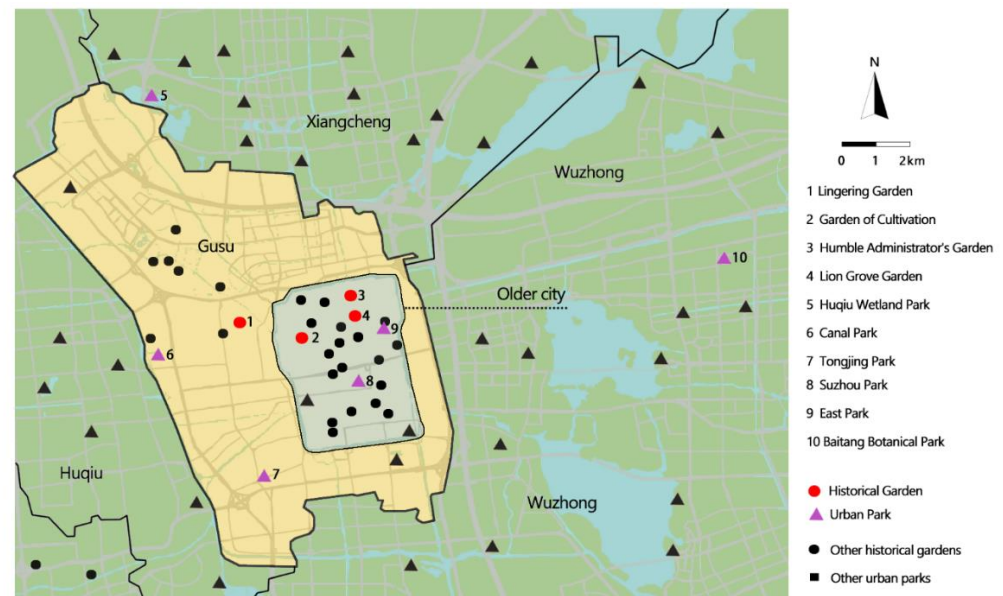 5
Xiangcheng
Wuzhong
Gusu
10
3
Older city
4
1
9
2
6
8
7
Huqiu
Wuzhong
N
0 1 2km
1 Lingering Garden
2 Garden of Cultivation
3 Humble Administrator's Garden
4 Lion Grove Garden
5 Huqiu Wetland Park
6 Canal Park
7 Tongjing Park
8 Suzhou Park
9 East Park
10 Baitang Botanical Park
Historical Garden
Urban Park
Other historical gardens
Other urban parks